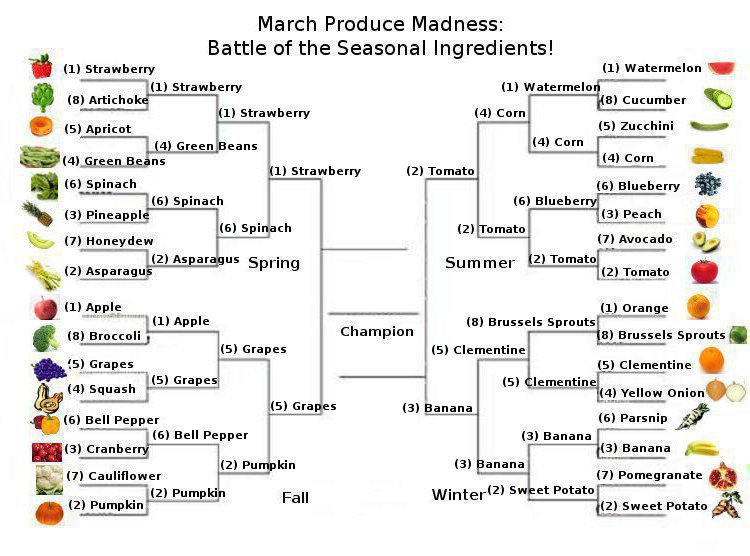 March Produce Madness:
Battle of the Seasonal Ingredients!
(1) Strawberry
(8) Artichoke
(5) Apricot
(4) Green Beans
(6) Spinach
(3) Pineapple
(7) Honeydew
(2) Asparagus
(1) Strawberry
(4) Green Beans
(6) Spinach
(2) Asparagus
(1) Strawberry
(6) Spinach
(1) Strawberry
Spring
(1) Apple
(8) Broccoli
(5) Grapes
(4) Squash
(6) Bell Pepper
(3) Cranberry
(7) Cauliflower
(2) Pumpkin
(1) Apple
(5) Grapes
(6) Bell Pepper
(2) Pumpkin
(5) Grapes
(2) Pumpkin
(5) Grapes
Fall
Champion
(1) Watermelon
(8) Cucumber
(5) Zucchini
(4) Corn
(6) Blueberry
(3) Peach
(7) Avocado
(2) Tomato
(1) Watermelon
(4) Corn
(6) Blueberry
(2) Tomato
(4) Corn
(2) Tomato
(2) Tomato
Summer
(1) Orange
(8) Brussels Sprouts
(5) Clementine
(4) Yellow Onion
(6) Parsnip
(3) Banana
(7) Pomegranate
(2) Sweet Potato
(8) Brussels Sprouts
(5) Clementine
(3) Banana
(2) Sweet Potato
(5) Clementine
(3) Banana
(3) Banana
Winter